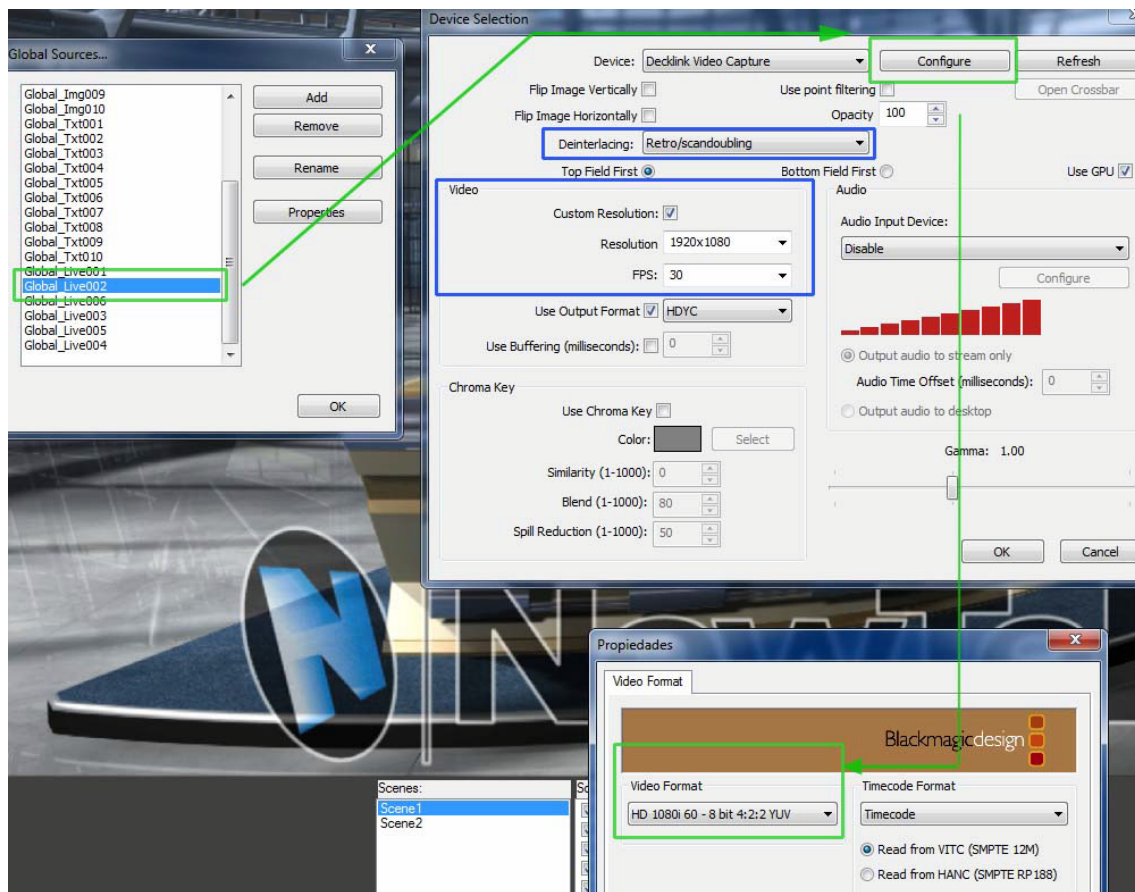 Global Sources...
X
Global_Img009
Global_Img010
Global_Txt001
Global_Txt002
Global_Txt003
Global_Txt004
Global_Txt005
Global_Txt006
Global_Txt007
Global_Txt008
Global_Txt009
Global_Txt010
Global_Live001
Global_Live002
Global_Live006
Global_Live003
Global_Live005
Global_Live004
Add
Remove
Rename
Properties
OK
Device Selection
Device: Decklink Video Capture
Configure
Refresh
Flip Image Vertically
Use point filtering
Open Crossbar
Flip Image Horizontally
Opacity 100
Deinterlacing: Retro/scandoubling
Top Field First
Bottom Field First
Use GPU
Video
Custom Resolution:
Resolution 1920x1080
FPS: 30
Use Output Format HDYC
Use Buffering (milliseconds): 0
Audio
Audio Input Device:
Disable
Configure
Output audio to stream only
Audio Time Offset (milliseconds): 0
Output audio to desktop
Chroma Key
Use Chroma Key
Color:
Select
Similarity (1-1000): 0
Blend (1-1000): 80
Spill Reduction (1-1000): 50
Gamma: 1.00
OK
Cancel
Propiedades
X
Video Format
Blackmagicdesign
Video Format
HD 1080i 60 - 8 bit 4:2:2 YUV
Timecode Format
Timecode
Read from VITC (SMPTE 12M)
Read from HANC (SMPTE RP188)
Scenes:
Scene1
Scene2